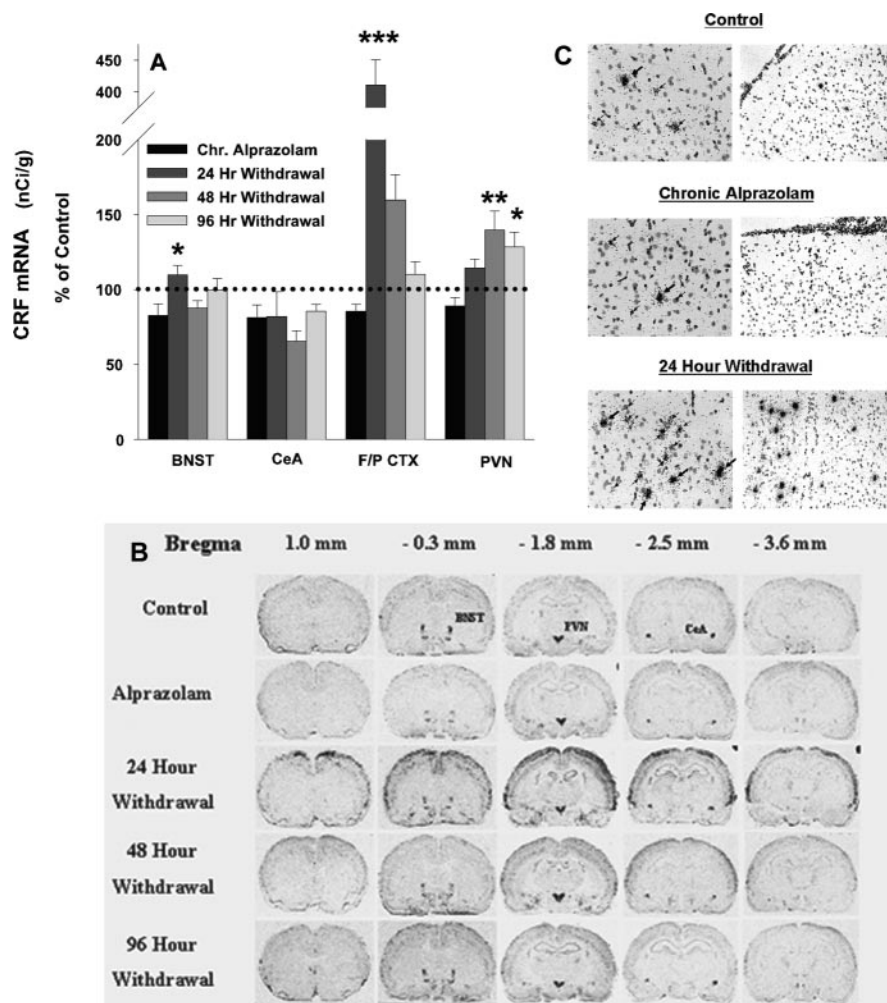 A
CRF mRNA (nCi/g)
% of Control
450
400
200
150
100
50
0
***
*
**
*
Chr. Alprazolam
24 Hr Withdrawal
48 Hr Withdrawal
96 Hr Withdrawal
BNST CeA F/P CTX PVN
C
Control
Chronic Alprazolam
24 Hour Withdrawal
B
Bregma 1.0 mm - 0.3 mm - 1.8 mm - 2.5 mm - 3.6 mm
Control
BNST
PVN
CeA
Alprazolam
24 Hour
Withdrawal
48 Hour
Withdrawal
96 Hour
Withdrawal